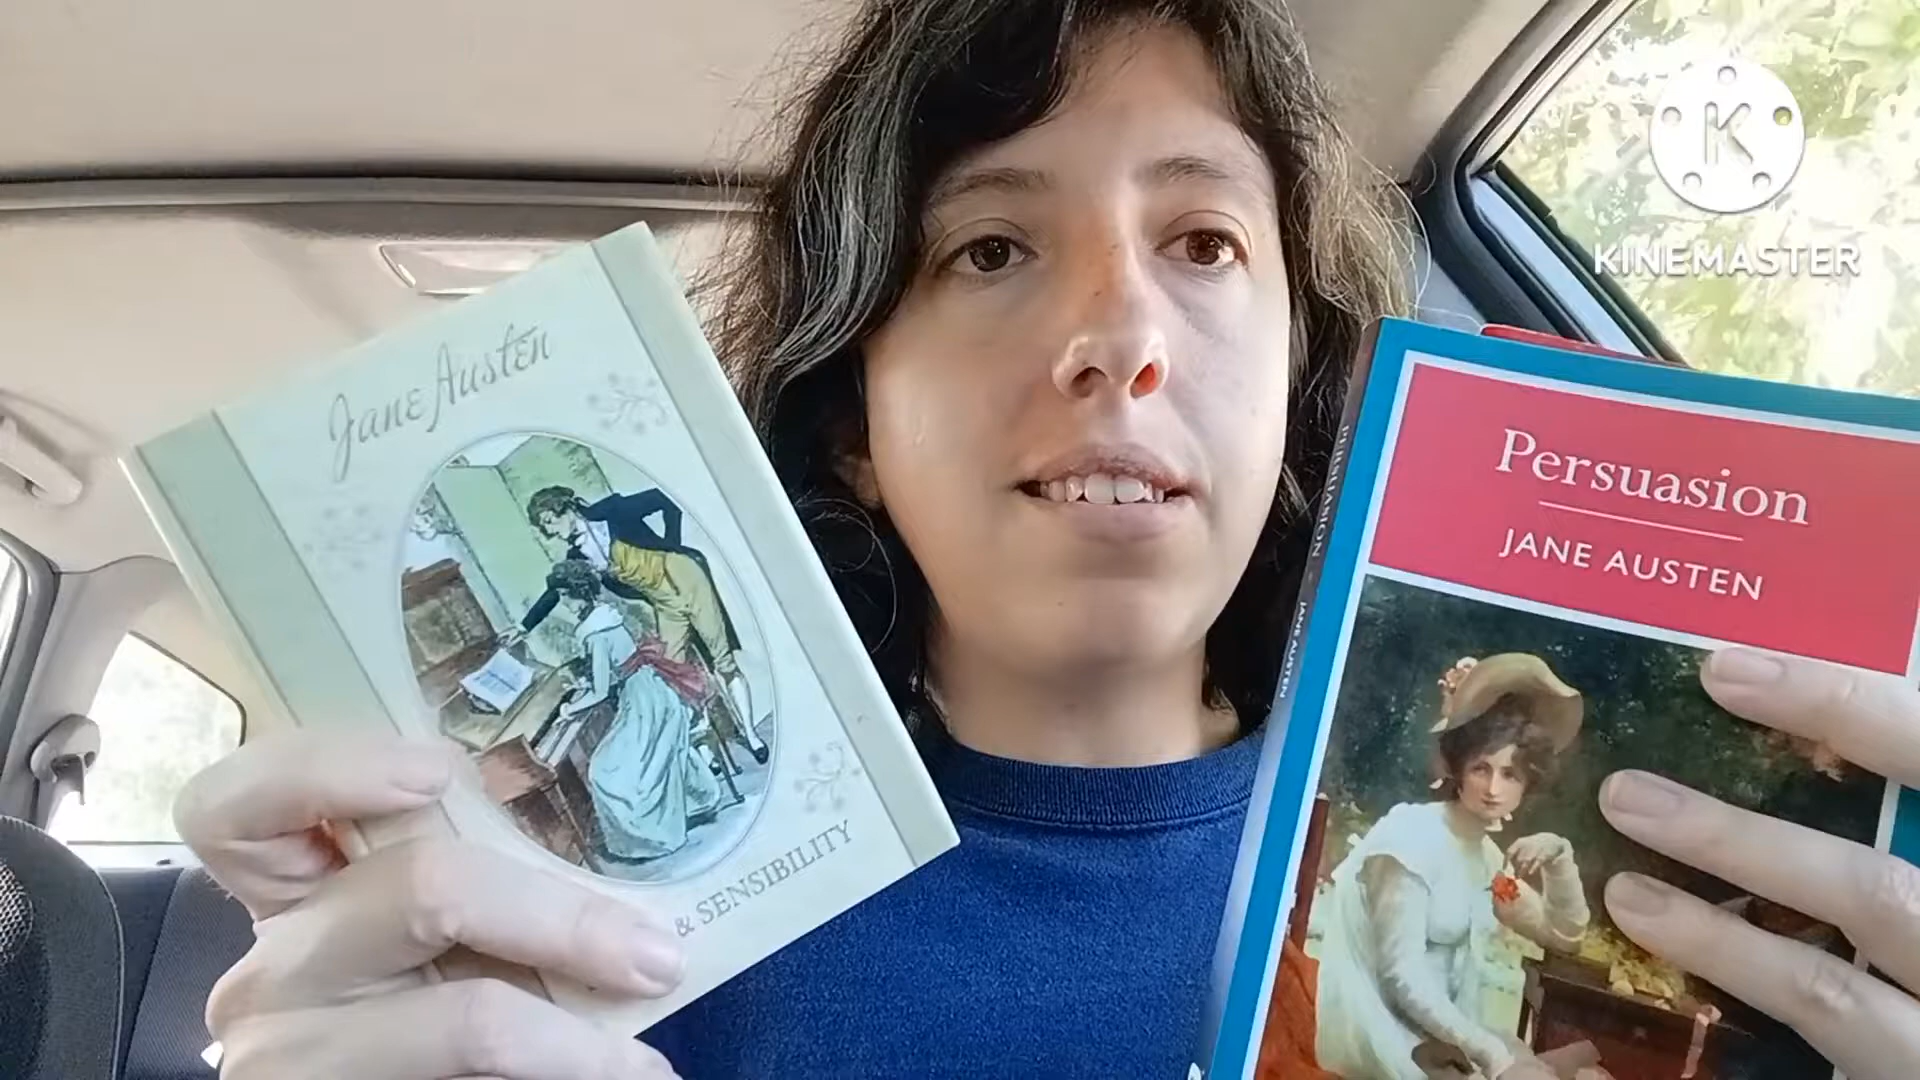 Jane Austen
& SENSIBILITY
PERSUASION JANE AUSTEN
Persuasion
JANE AUSTEN
K
KINEMASTER